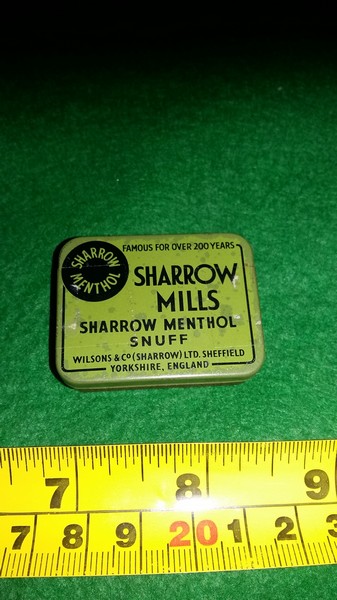 FAMOUS FOR OVER 200 YEARS
SHARROW
MENTHOL
SHARROW
MILLS
SHARROW MENTHOL
SNUFF
WILSONS & Co (SHARROW) LTD. SHEFFIELD
YORKSHIRE, ENGLAND
7 8 9
7 8 9 20 1 2 3